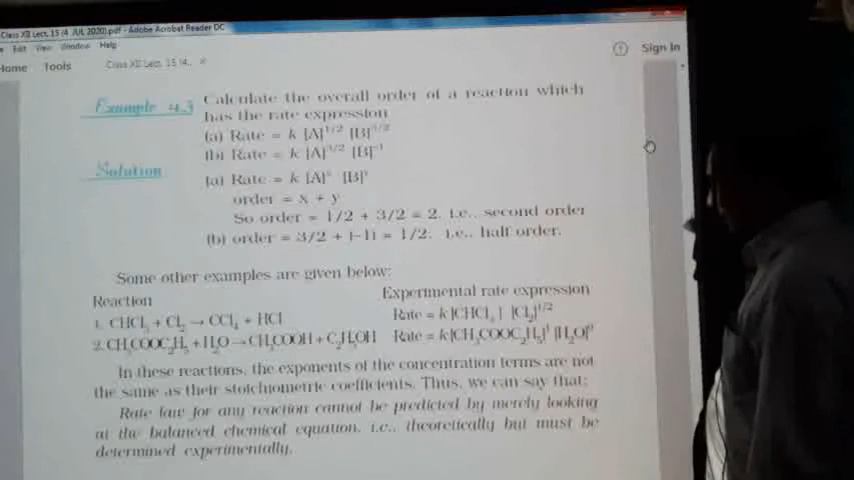 Class XII Lect. 15 (4 JUL 2020).pdf - Adobe Acrobat Reader DC
Edit View Window Help
Home Tools Class XII Lect. 15 (4... × Sign In
Example 4.3 Calculate the overall order of a reaction which
has the rate expression
(a) Rate = k [A]^1/2 [B]^3/2
(b) Rate = k [A]^3/2 [B]^–1
Solution (a) Rate = k [A]^x [B]^y
order = x + y
So order = 1/2 + 3/2 = 2, i.e., second order
(b) order = 3/2 + (–1) = 1/2, i.e., half order.
Some other examples are given below:
Reaction Experimental rate expression
1. CHCl₃ + Cl₂ → CCl₄ + HCl Rate = k [CHCl₃] [Cl₂]^1/2
2. CH₃COOC₂H₅ + H₂O → CH₃COOH + C₂H₅OH Rate = k [CH₃COOC₂H₅]^1 [H₂O]^0
In these reactions, the exponents of the concentration terms are not
the same as their stoichiometric coefficients. Thus, we can say that:
Rate law for any reaction cannot be predicted by merely looking
at the balanced chemical equation, i.e., theoretically but must be
determined experimentally.